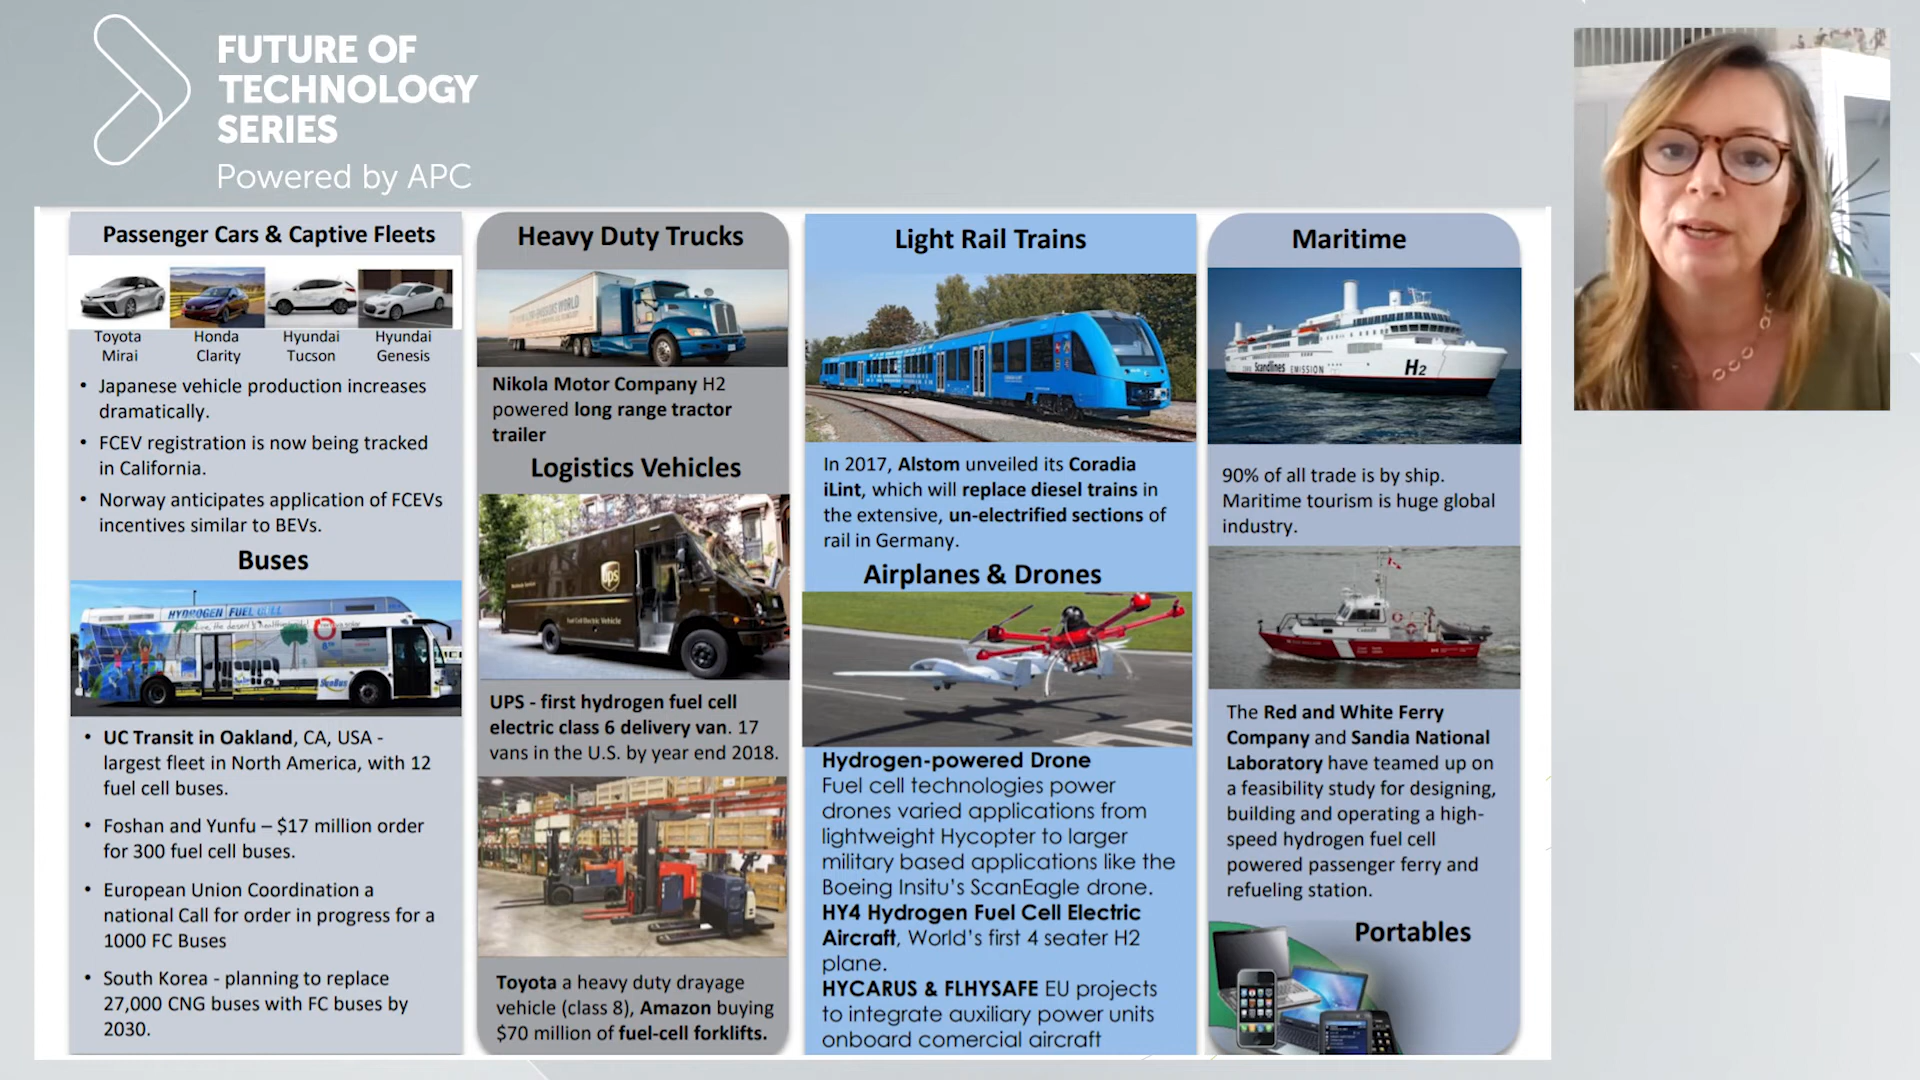 FUTURE OF
TECHNOLOGY
SERIES
Powered by APC
Passenger Cars & Captive Fleets
Toyota
Mirai
Honda
Clarity
Hyundai
Tucson
Hyundai
Genesis
• Japanese vehicle production increases
dramatically.
• FCEV registration is now being tracked
in California.
• Norway anticipates application of FCEVs
incentives similar to BEVs.
Buses
HYDROGEN FUEL CELL
SunBus
• UC Transit in Oakland, CA, USA -
largest fleet in North America, with 12
fuel cell buses.
• Foshan and Yunfu – $17 million order
for 300 fuel cell buses.
• European Union Coordination a
national Call for order in progress for a
1000 FC Buses
• South Korea - planning to replace
27,000 CNG buses with FC buses by
2030.
Heavy Duty Trucks
Nikola Motor Company H2
powered long range tractor
trailer
Logistics Vehicles
ups
Fuel Cell Electric Vehicle
UPS - first hydrogen fuel cell
electric class 6 delivery van. 17
vans in the U.S. by year end 2018.
Toyota a heavy duty drayage
vehicle (class 8), Amazon buying
$70 million of fuel-cell forklifts.
Light Rail Trains
In 2017, Alstom unveiled its Coradia
iLint, which will replace diesel trains in
the extensive, un-electrified sections of
rail in Germany.
Airplanes & Drones
Hydrogen-powered Drone
Fuel cell technologies power
drones varied applications from
lightweight Hycopter to larger
military based applications like the
Boeing Insitu's ScanEagle drone.
HY4 Hydrogen Fuel Cell Electric
Aircraft, World's first 4 seater H2
plane.
HYCARUS & FLHYSAFE EU projects
to integrate auxiliary power units
onboard comercial aircraft
Maritime
Scandlines EMISSION H2
90% of all trade is by ship.
Maritime tourism is huge global
industry.
Canada
The Red and White Ferry
Company and Sandia National
Laboratory have teamed up on
a feasibility study for designing,
building and operating a high-
speed hydrogen fuel cell
powered passenger ferry and
refueling station.
Portables